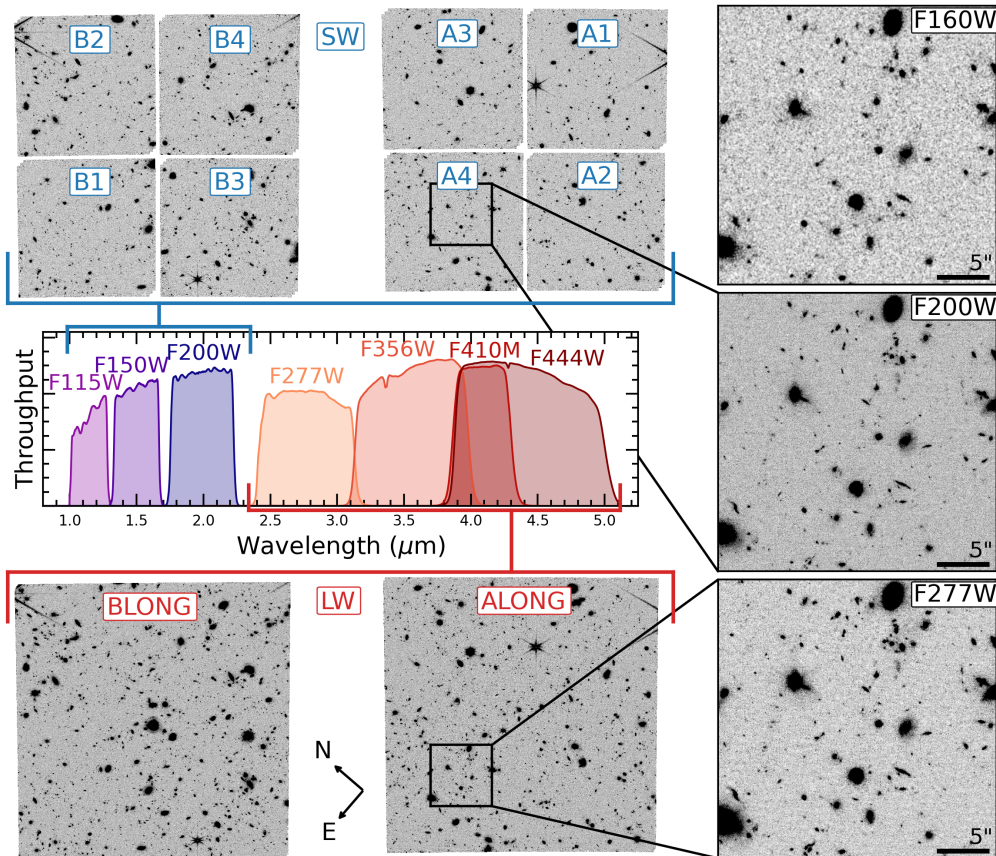 B2
B4
SW
A3
A1
F160W
B1
B3
A4
A2
5"
F200W
F115W
F150W
F200W
F277W
F356W
F410M
F444W
Throughput
1.0 1.5 2.0 2.5 3.0 3.5 4.0 4.5 5.0
Wavelength (μm)
5"
BLONG
LW
ALONG
F277W
N
E
5"